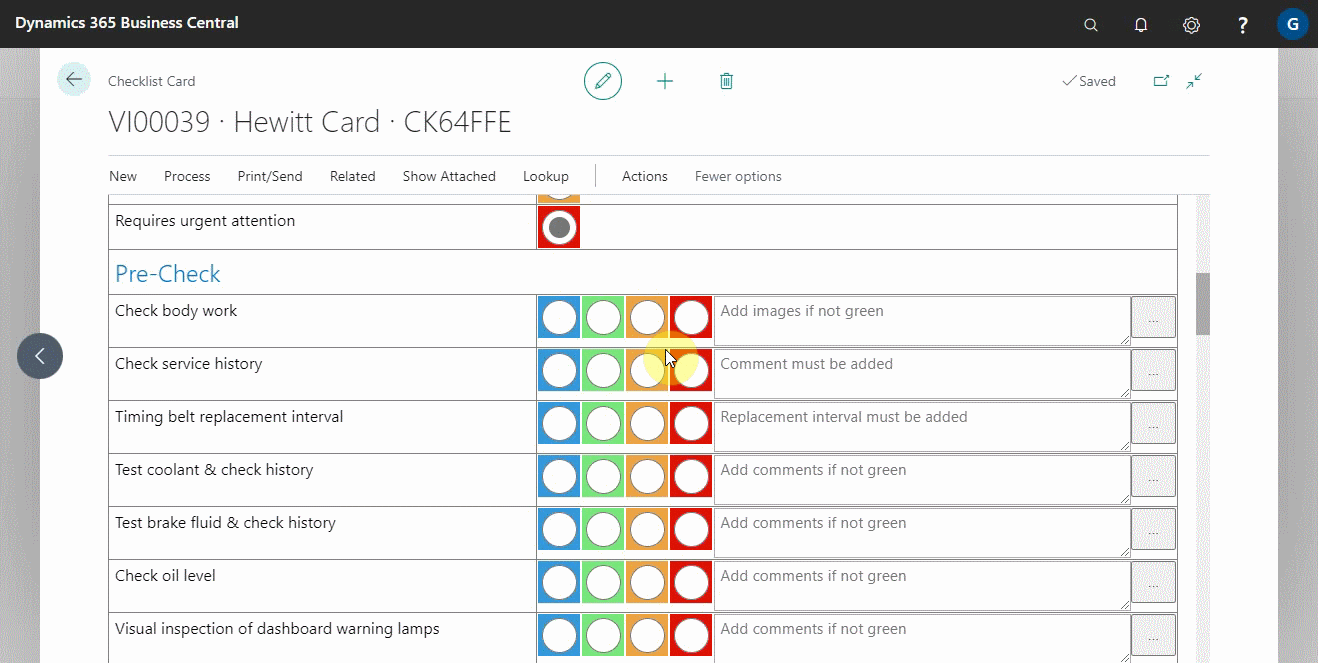 Dynamics 365 Business Central
?
G
Checklist Card
Saved
VI00039 · Hewitt Card · CK64FFE
New Process Print/Send Related Show Attached Lookup Actions Fewer options
Requires urgent attention
Pre-Check
Check body work Add images if not green ...
Check service history Comment must be added ...
Timing belt replacement interval Replacement interval must be added ...
Test coolant & check history Add comments if not green ...
Test brake fluid & check history Add comments if not green ...
Check oil level Add comments if not green ...
Visual inspection of dashboard warning lamps Add comments if not green ...